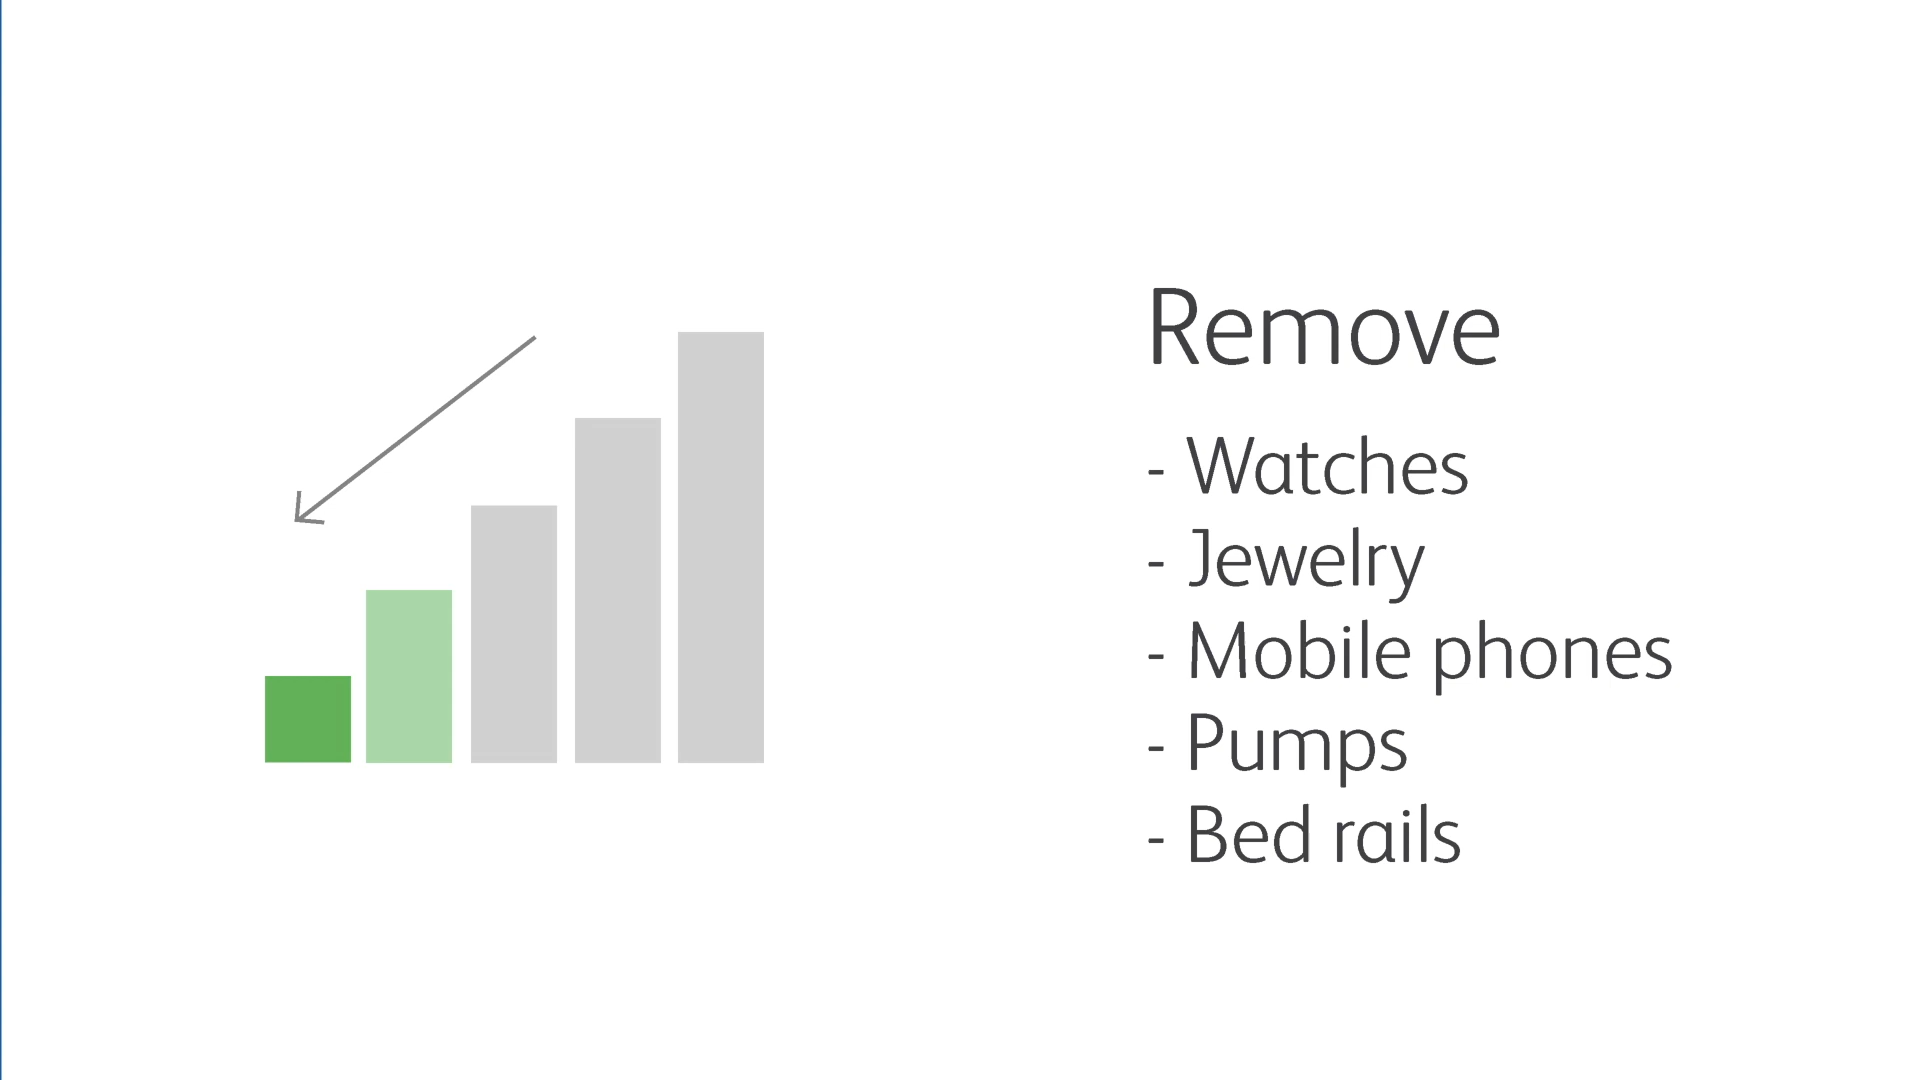 Remove
- Watches
- Jewelry
- Mobile phones
- Pumps
- Bed rails